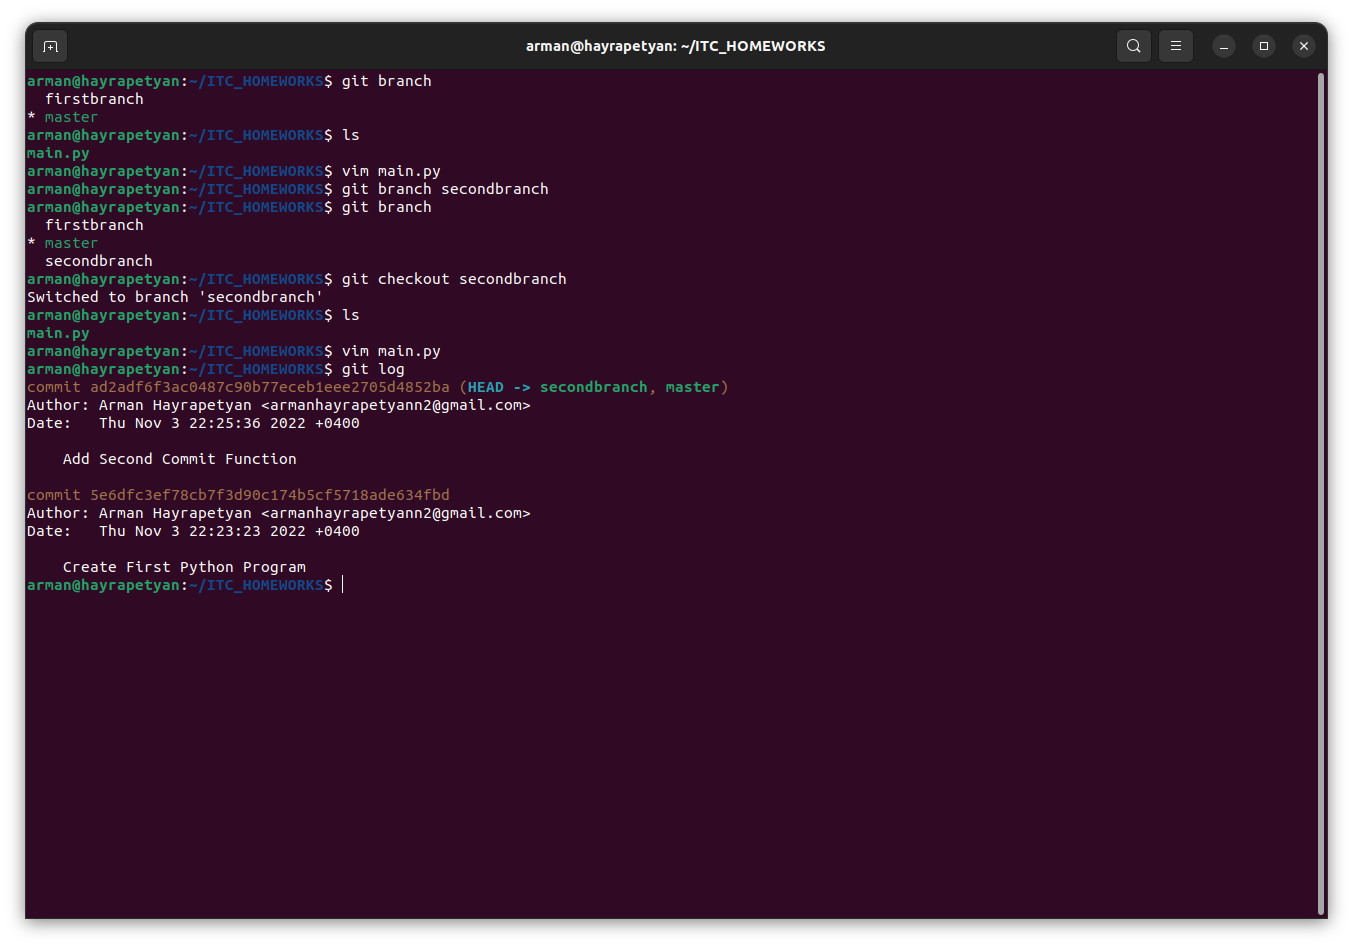 arman@hayrapetyan: ~/ITC_HOMEWORKS
arman@hayrapetyan:~/ITC_HOMEWORKS$ git branch
  firstbranch
* master
arman@hayrapetyan:~/ITC_HOMEWORKS$ ls
main.py
arman@hayrapetyan:~/ITC_HOMEWORKS$ vim main.py
arman@hayrapetyan:~/ITC_HOMEWORKS$ git branch secondbranch
arman@hayrapetyan:~/ITC_HOMEWORKS$ git branch
  firstbranch
* master
  secondbranch
arman@hayrapetyan:~/ITC_HOMEWORKS$ git checkout secondbranch
Switched to branch 'secondbranch'
arman@hayrapetyan:~/ITC_HOMEWORKS$ ls
main.py
arman@hayrapetyan:~/ITC_HOMEWORKS$ vim main.py
arman@hayrapetyan:~/ITC_HOMEWORKS$ git log
commit ad2adf6f3ac0487c90b77eceb1eee2705d4852ba (HEAD -> secondbranch, master)
Author: Arman Hayrapetyan <armanhayrapetyann2@gmail.com>
Date:   Thu Nov 3 22:25:36 2022 +0400
    Add Second Commit Function
commit 5e6dfc3ef78cb7f3d90c174b5cf5718ade634fbd
Author: Arman Hayrapetyan <armanhayrapetyann2@gmail.com>
Date:   Thu Nov 3 22:23:23 2022 +0400
    Create First Python Program
arman@hayrapetyan:~/ITC_HOMEWORKS$